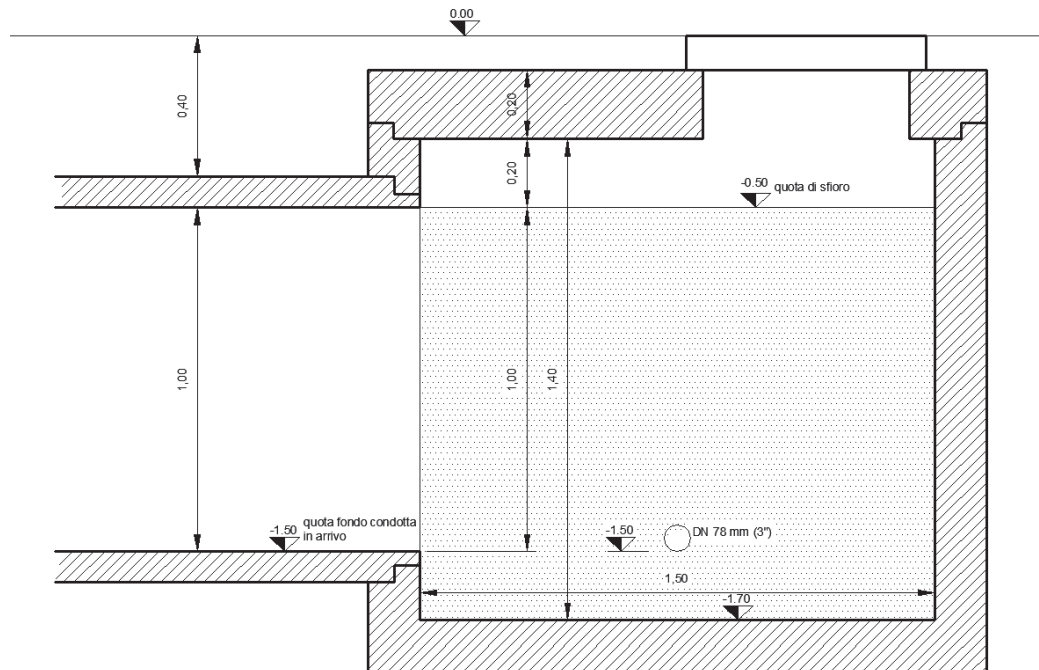 0.00
0,40
0,20
0,20
-0.50 quota di sfioro
1,00
1,00
1,40
-1.50 quota fondo condotta
in arrivo
-1.50
DN 78 mm (3")
1,50
-1.70